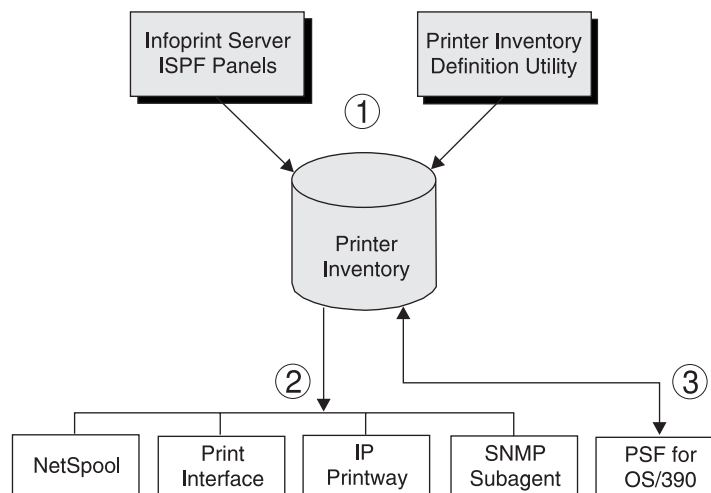 Infoprint Server
ISPF Panels
Printer Inventory
Definition Utility
1
Printer
Inventory
2
3
NetSpool
Print
Interface
IP
Printway
SNMP
Subagent
PSF for
OS/390